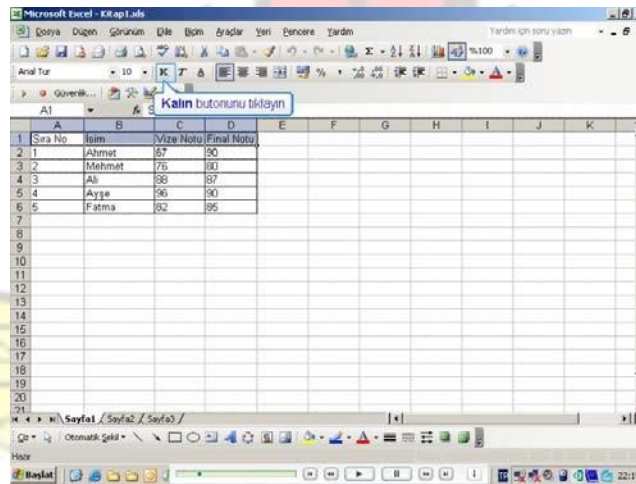 Microsoft Excel - Kitap1.xls
Dosya Düzen Görünüm Ekle Biçim Araçlar Veri Pencere Yardım Yardım için soru yazın
%100
Arial Tur 10 K T A
Güvenlik...
Kalın butonunu tıklayın
A1
A B C D E F G H I J K
1 Sıra No İsim Vize Notu Final Notu
2 1 Ahmet 67 90
3 2 Mehmet 76 80
4 3 Ali 88 87
5 4 Ayşe 96 90
6 5 Fatma 82 85
7
8
9
10
11
12
13
14
15
16
17
18
19
20
21
Sayfa1 Sayfa2 Sayfa3
Otomatik Şekil
Hazır
Başlat